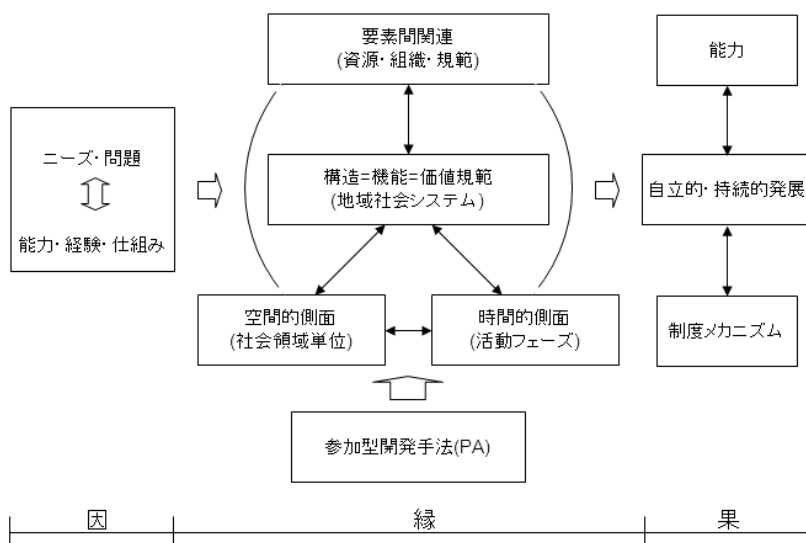 要素間関連
(資源・組織・規範)
能力
ニーズ・問題
能力・経験・仕組み
構造=機能=価値規範
(地域社会システム)
自立的・持続的発展
空間的側面
(社会領域単位)
時間的側面
(活動フェーズ)
制度メカニズム
参加型開発手法(PA)
因
縁
果